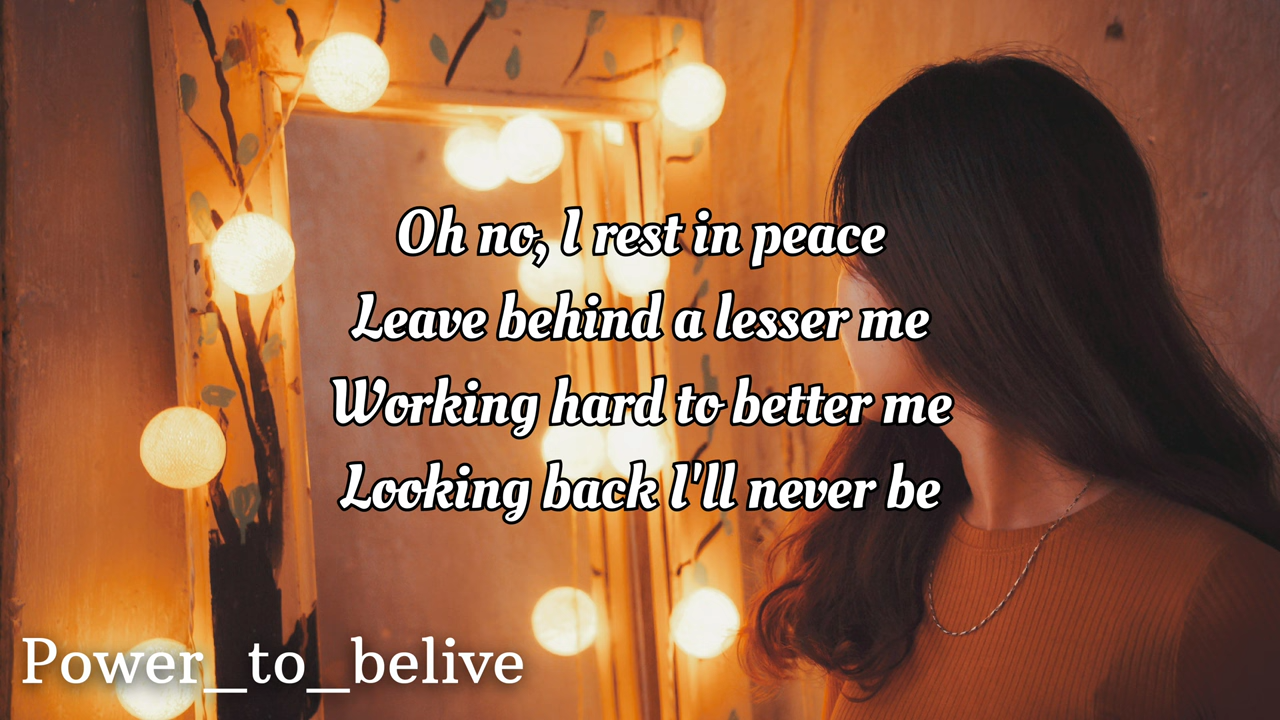 Oh no, I rest in peace
Leave behind a lesser me
Working hard to better me
Looking back I'll never be
Power_to_belive